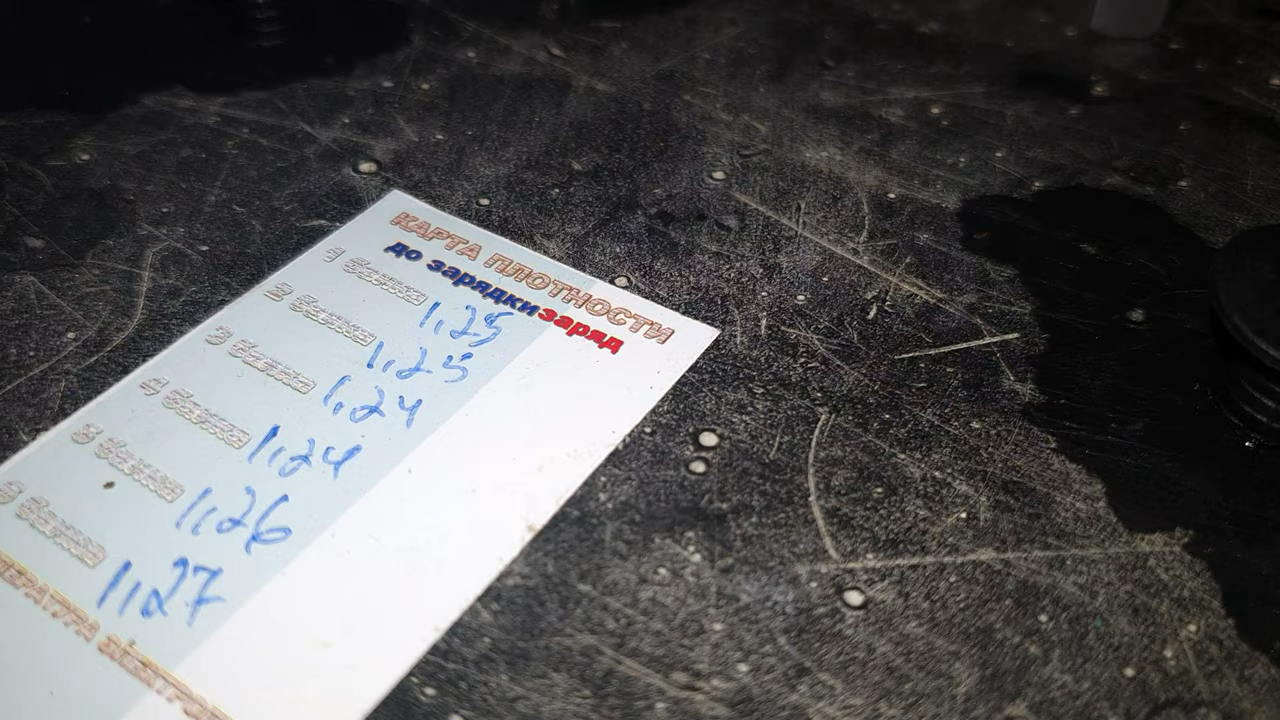 КАРТА ПЛОТНОСТИ
до зарядки заряд
1 банка 1,25
2 банка 1,25
3 банка 1,24
4 банка 1,24
5 банка 1,26
6 банка 1,27